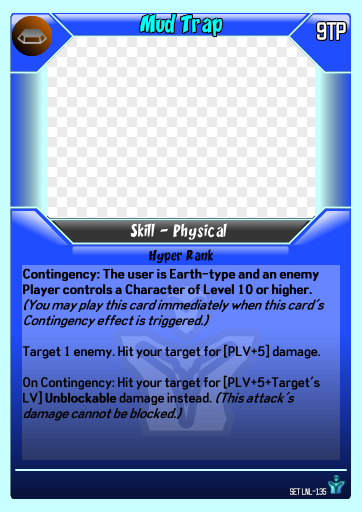 Mud Trap
9TP
Skill - Physical
Hyper Rank
Contingency: The user is Earth-type and an enemy
Player controls a Character of Level 10 or higher.
(You may play this card immediately when this card's
Contingency effect is triggered.)
Target 1 enemy. Hit your target for [PLV+5] damage.
On Contingency: Hit your target for [PLV+5+Target's
LV] Unblockable damage instead. (This attack's
damage cannot be blocked.)
SET LNL-135